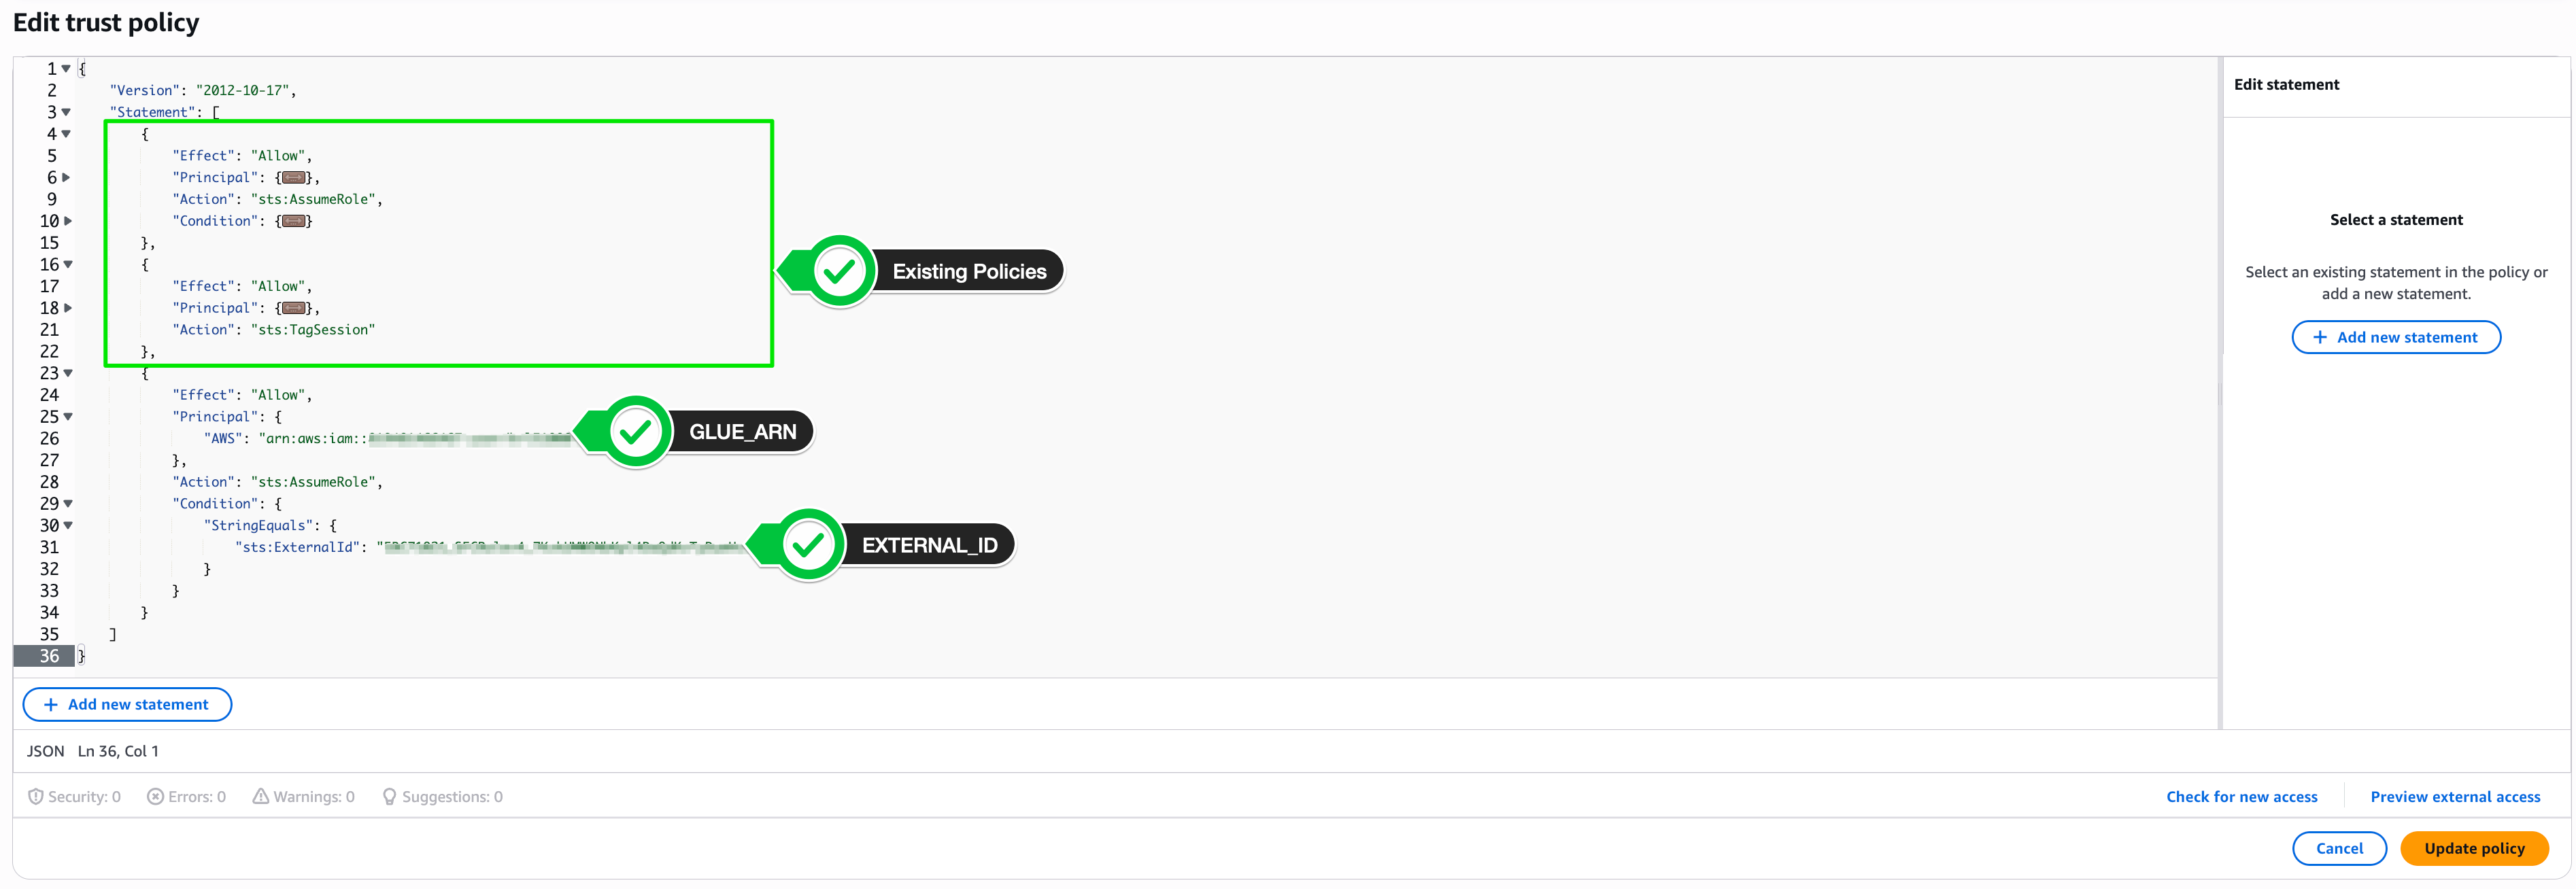 Edit trust policy
1 {
2 "Version": "2012-10-17",
3 "Statement": [
4 {
5 "Effect": "Allow",
6 "Principal": {},
9 "Action": "sts:AssumeRole",
10 "Condition": {}
15 },
16 {
17 "Effect": "Allow",
18 "Principal": {},
21 "Action": "sts:TagSession"
22 },
Existing Policies
23 {
24 "Effect": "Allow",
25 "Principal": {
26 "AWS": "arn:aws:iam::
GLUE_ARN
27 },
28 "Action": "sts:AssumeRole",
29 "Condition": {
30 "StringEquals": {
31 "sts:ExternalId": "
EXTERNAL_ID
32 }
33 }
34 }
35 ]
36 }
+ Add new statement
JSON Ln 36, Col 1
Security: 0 Errors: 0 Warnings: 0 Suggestions: 0
Check for new access Preview external access
Cancel Update policy
Edit statement
Select a statement
Select an existing statement in the policy or
add a new statement.
+ Add new statement